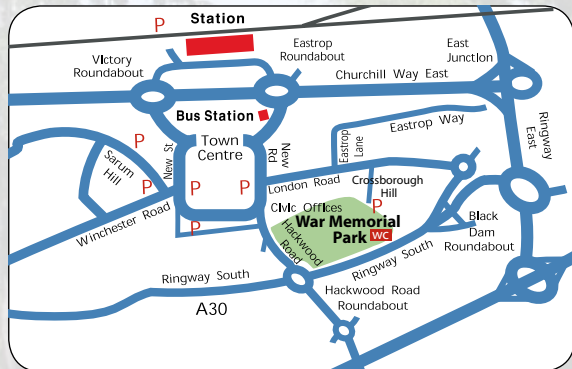 Station
P
Victory
Roundabout
Eastrop
Roundabout
East
Junction
Churchill Way East
Bus Station
Town
Centre
New St
New
Rd
Eastrop
Lane
Eastrop Way
Ringway
East
P
Sarum
Hill
P
P
P
P
London Road
Crossborough
Hill
P
Winchester Road
Civic Offices
War Memorial
Park
WC
Hackwood
Road
Black
Dam
Roundabout
Ringway South
Ringway South
A30
Hackwood Road
Roundabout